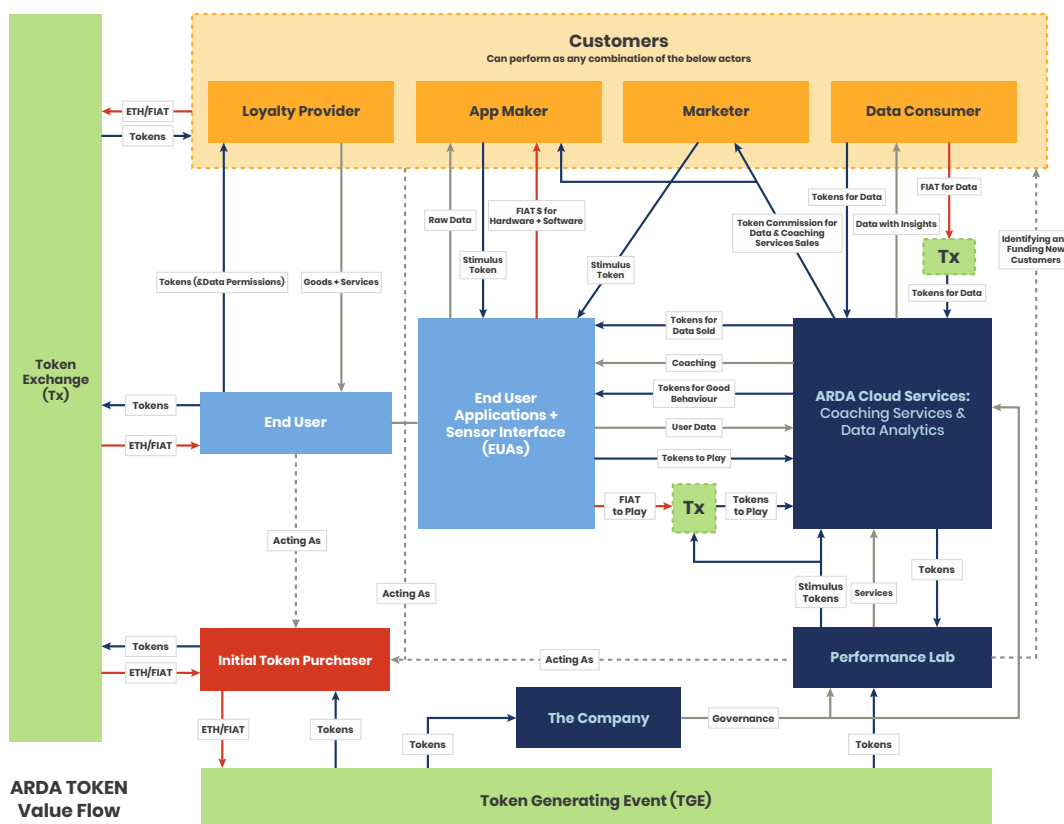 Customers
Can perform as any combination of the below actors
Loyalty Provider
App Maker
Marketer
Data Consumer
ETH/FIAT
Tokens
Raw Data
FIAT $ for
Hardware + Software
Stimulus
Token
Stimulus
Token
Token Commission for
Data & Coaching
Services Sales
Tokens for Data
Data with Insights
FIAT for Data
Tx
Tokens for Data
Identifying an
Funding New
Customers
Tokens (&Data Permissions)
Goods + Services
Token
Exchange
(Tx)
Tokens
ETH/FIAT
End User
End User
Applications +
Sensor Interface
(EUAs)
Tokens for
Data Sold
Coaching
Tokens for Good
Behaviour
User Data
Tokens to Play
FIAT
to Play
Tx
Tokens
to Play
ARDA Cloud Services:
Coaching Services &
Data Analytics
Acting As
Acting As
Stimulus
Tokens
Services
Tokens
Tokens
ETH/FIAT
Initial Token Purchaser
Acting As
Performance Lab
ETH/FIAT
Tokens
Tokens
The Company
Governance
Tokens
ARDA TOKEN
Value Flow
Token Generating Event (TGE)